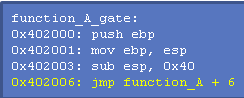 function_A_gate:
0x402000: push ebp
0x402001: mov ebp, esp
0x402003: sub esp, 0x40
0x402006: jmp function_A + 6